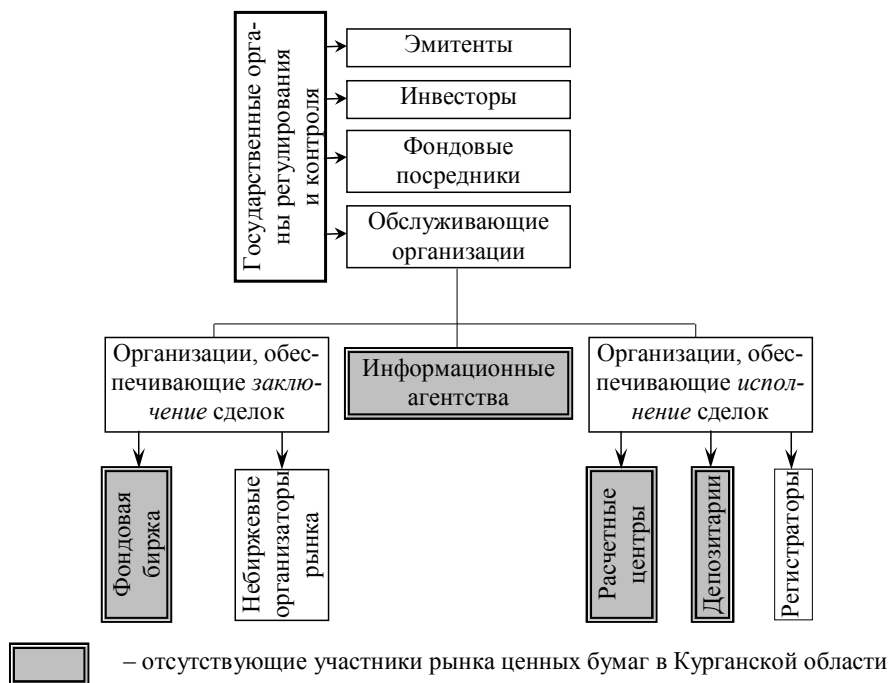 Государственные орга-
ны регулирования
и контроля
Эмитенты
Инвесторы
Фондовые
посредники
Обслуживающие
организации
Организации, обес-
печивающие заклю-
чение сделок
Информационные
агентства
Организации, обес-
печивающие испол-
нение сделок
Фондовая
биржа
Небиржевые
организаторы
рынка
Расчетные
центры
Депозитарии
Регистраторы
– отсутствующие участники рынка ценных бумаг в Курганской области